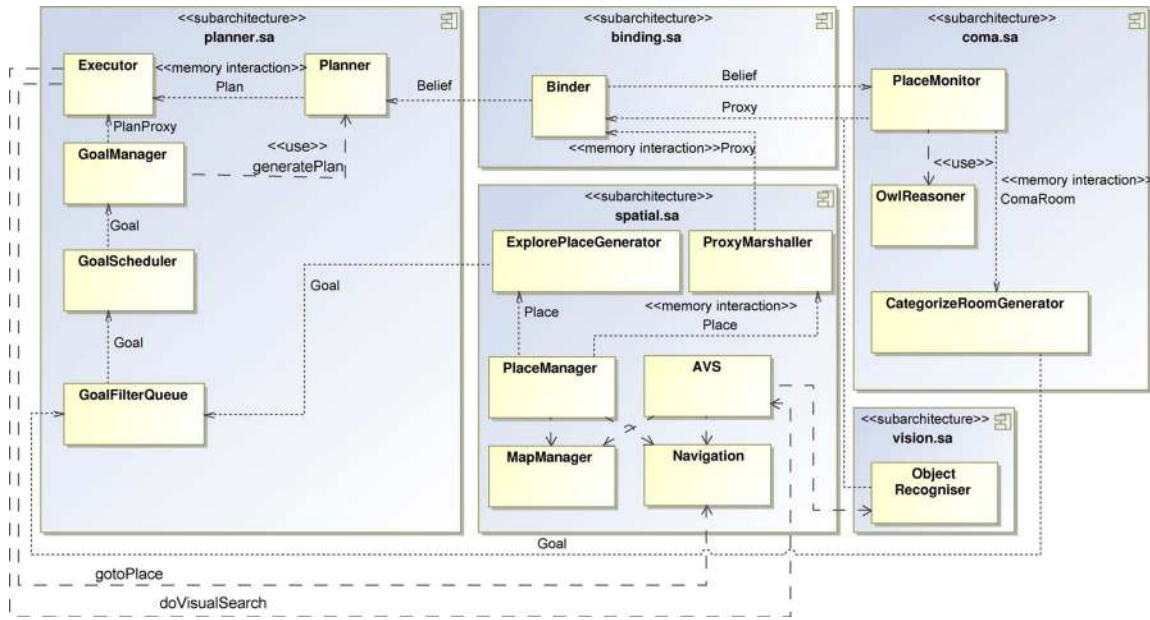 <<subarchitecture>>
planner.sa
Executor
<<memory interaction>>
Plan
Planner
PlanProxy
GoalManager
<<use>>
generatePlan
Goal
GoalScheduler
Goal
GoalFilterQueue
Belief
<<subarchitecture>>
binding.sa
Binder
Belief
Proxy
<<memory interaction>>Proxy
<<subarchitecture>>
spatial.sa
ExplorePlaceGenerator
ProxyMarshaller
Goal
Place
<<memory interaction>>
Place
PlaceManager
AVS
MapManager
Navigation
<<subarchitecture>>
coma.sa
PlaceMonitor
<<use>>
OwlReasoner
<<memory interaction>>
ComaRoom
CategorizeRoomGenerator
<<subarchitecture>>
vision.sa
Object
Recogniser
Goal
gotoPlace
doVisualSearch